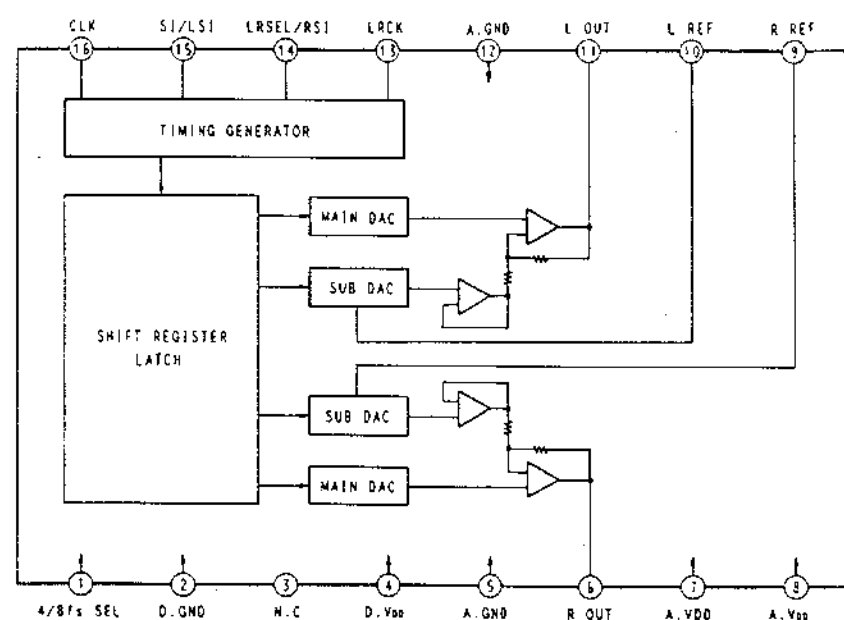 CLK SI/LSI LRSEL/RSI LRCK A.GND L OUT L REF R REF
16 15 14 13 12 11 10 9
TIMING GENERATOR
MAIN DAC
SUB DAC
SHIFT REGISTER
LATCH
SUB DAC
MAIN DAC
1 2 3 4 5 6 7 8
4/8fs SEL D.GND N.C D.VDD A.GND R OUT A.VDD A.VDD